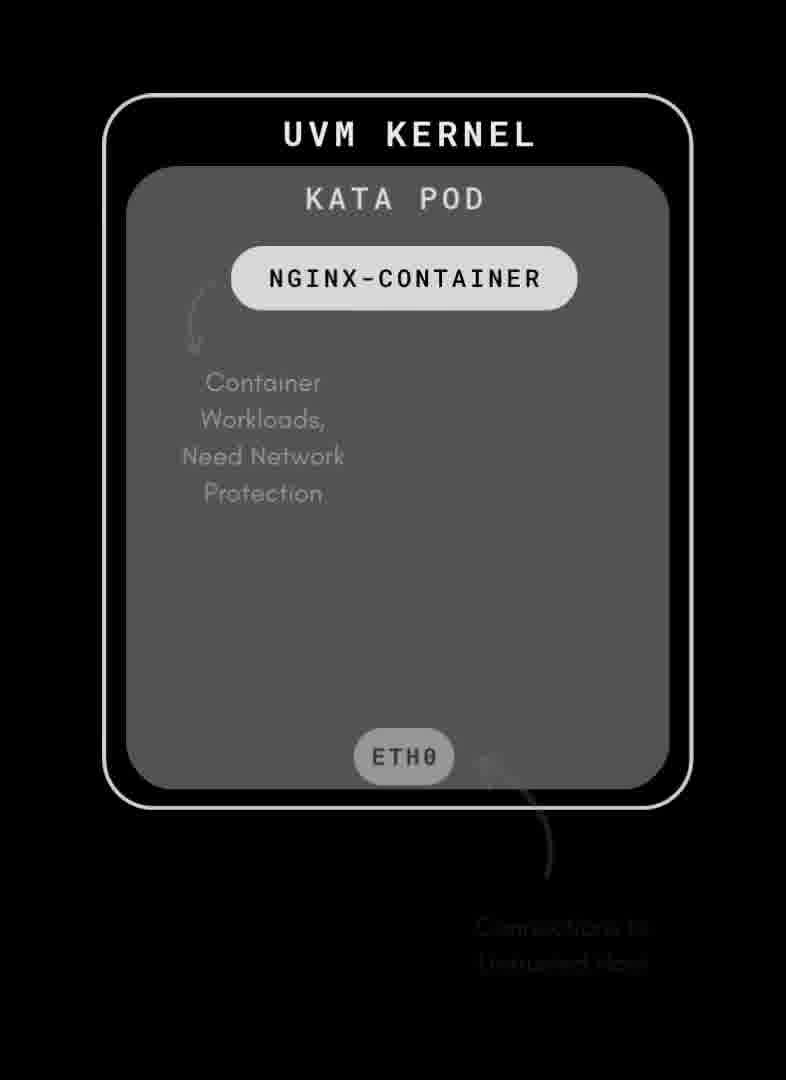 UVM KERNEL
KATA POD
NGINX-CONTAINER
Container
Workloads,
Need Network
Protection
ETH0
Connections to
Untrusted Host